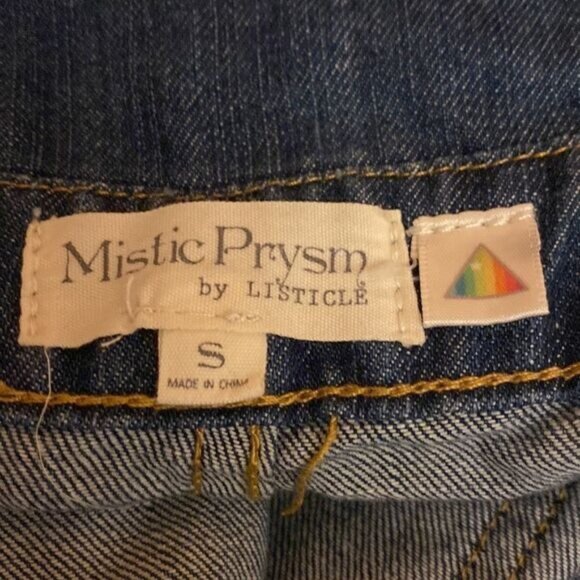 Mistic Prysm
by LISTICLE
S
MADE IN CHINA